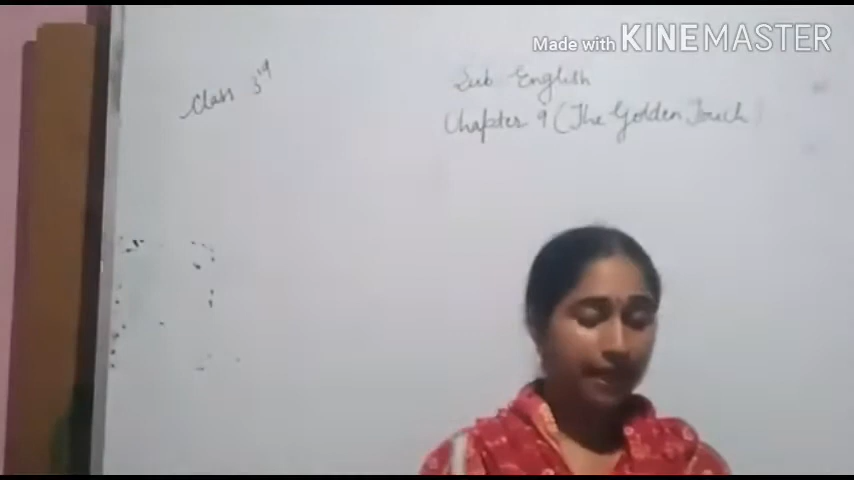 Made with KINEMASTER
Class 3rd
Sub English
Chapter 9 (The Golden Touch)